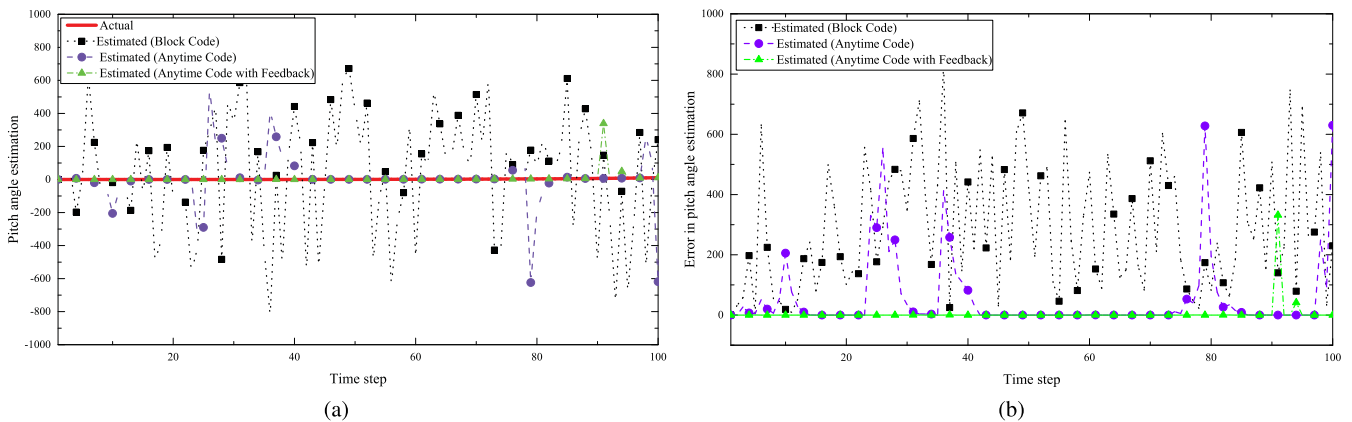 1000
800
600
400
200
0
-200
-400
-600
-800
-1000
Pitch angle estimation
Actual
Estimated (Block Code)
Estimated (Anytime Code)
Estimated (Anytime Code with Feedback)
20
40
60
80
100
Time step
(a)
1000
800
600
400
200
0
Error in pitch angle estimation
Estimated (Block Code)
Estimated (Anytime Code)
Estimated (Anytime Code with Feedback)
20
40
60
80
100
Time step
(b)